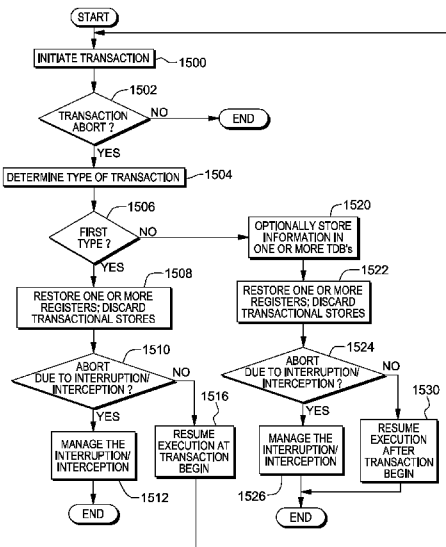 START
INITIATE TRANSACTION
1500
1502
TRANSACTION
ABORT ?
NO
END
YES
DETERMINE TYPE OF TRANSACTION
1504
1506
FIRST
TYPE ?
NO
YES
1520
OPTIONALLY STORE
INFORMATION IN
ONE OR MORE TDB's
1508
RESTORE ONE OR MORE
REGISTERS; DISCARD
TRANSACTIONAL STORES
1522
RESTORE ONE OR MORE
REGISTERS; DISCARD
TRANSACTIONAL STORES
1510
ABORT
DUE TO INTERRUPTION/
INTERCEPTION ?
NO
YES
1524
ABORT
DUE TO INTERRUPTION/
INTERCEPTION ?
NO
YES
MANAGE THE
INTERRUPTION/
INTERCEPTION
1512
END
1516
RESUME
EXECUTION AT
TRANSACTION
BEGIN
MANAGE THE
INTERRUPTION/
INTERCEPTION
1526
1530
RESUME
EXECUTION
AFTER
TRANSACTION
BEGIN
END